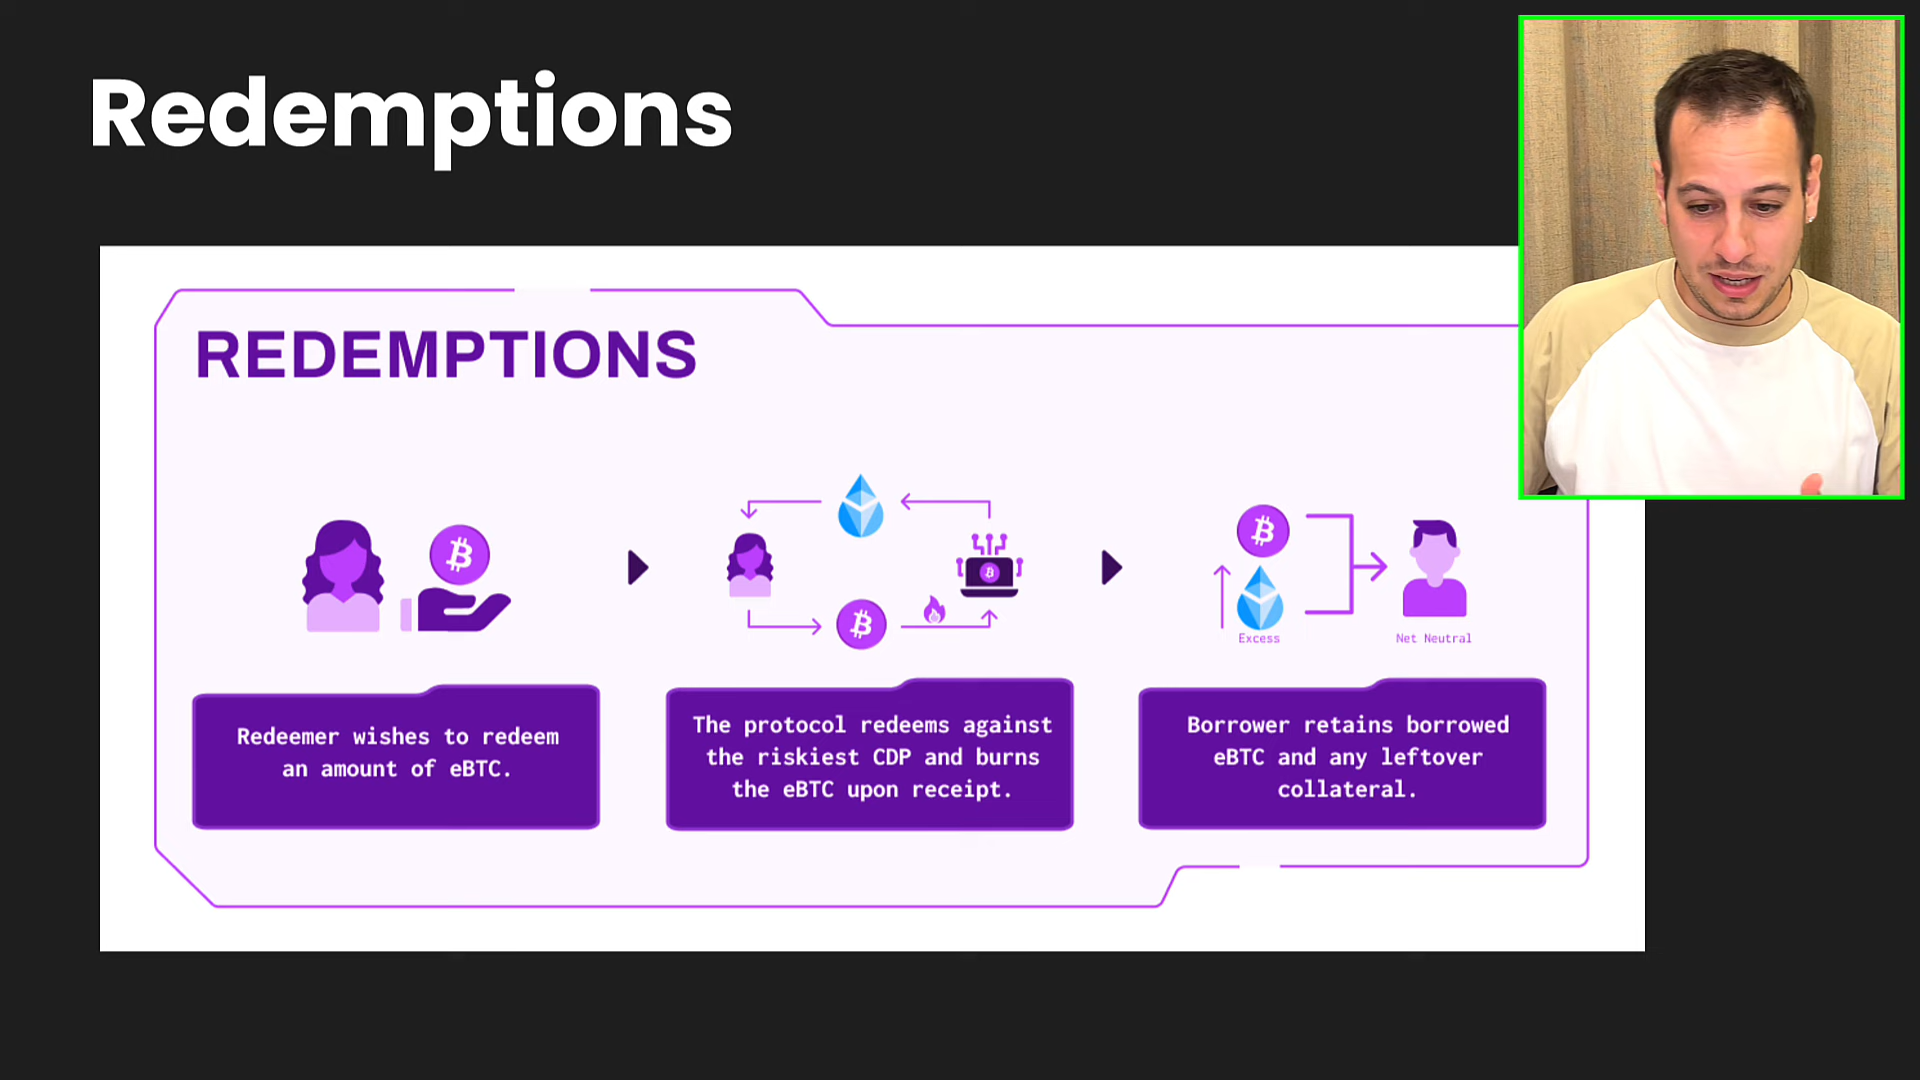 Redemptions
REDEMPTIONS
Excess
Net Neutral
Redeemer wishes to redeem
an amount of eBTC.
The protocol redeems against
the riskiest CDP and burns
the eBTC upon receipt.
Borrower retains borrowed
eBTC and any leftover
collateral.